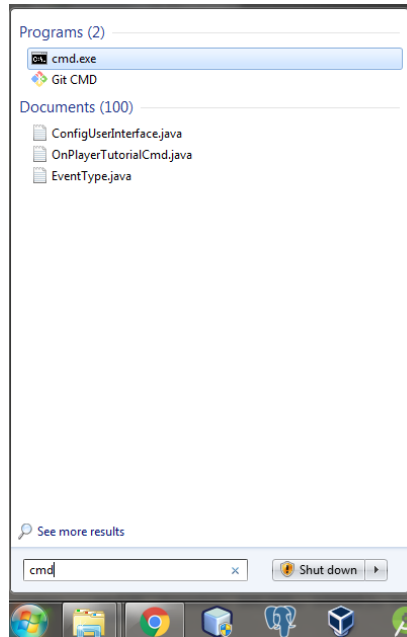 Programs (2)
cmd.exe
Git CMD
Documents (100)
ConfigUserInterface.java
OnPlayerTutorialCmd.java
EventType.java
See more results
cmd
Shut down